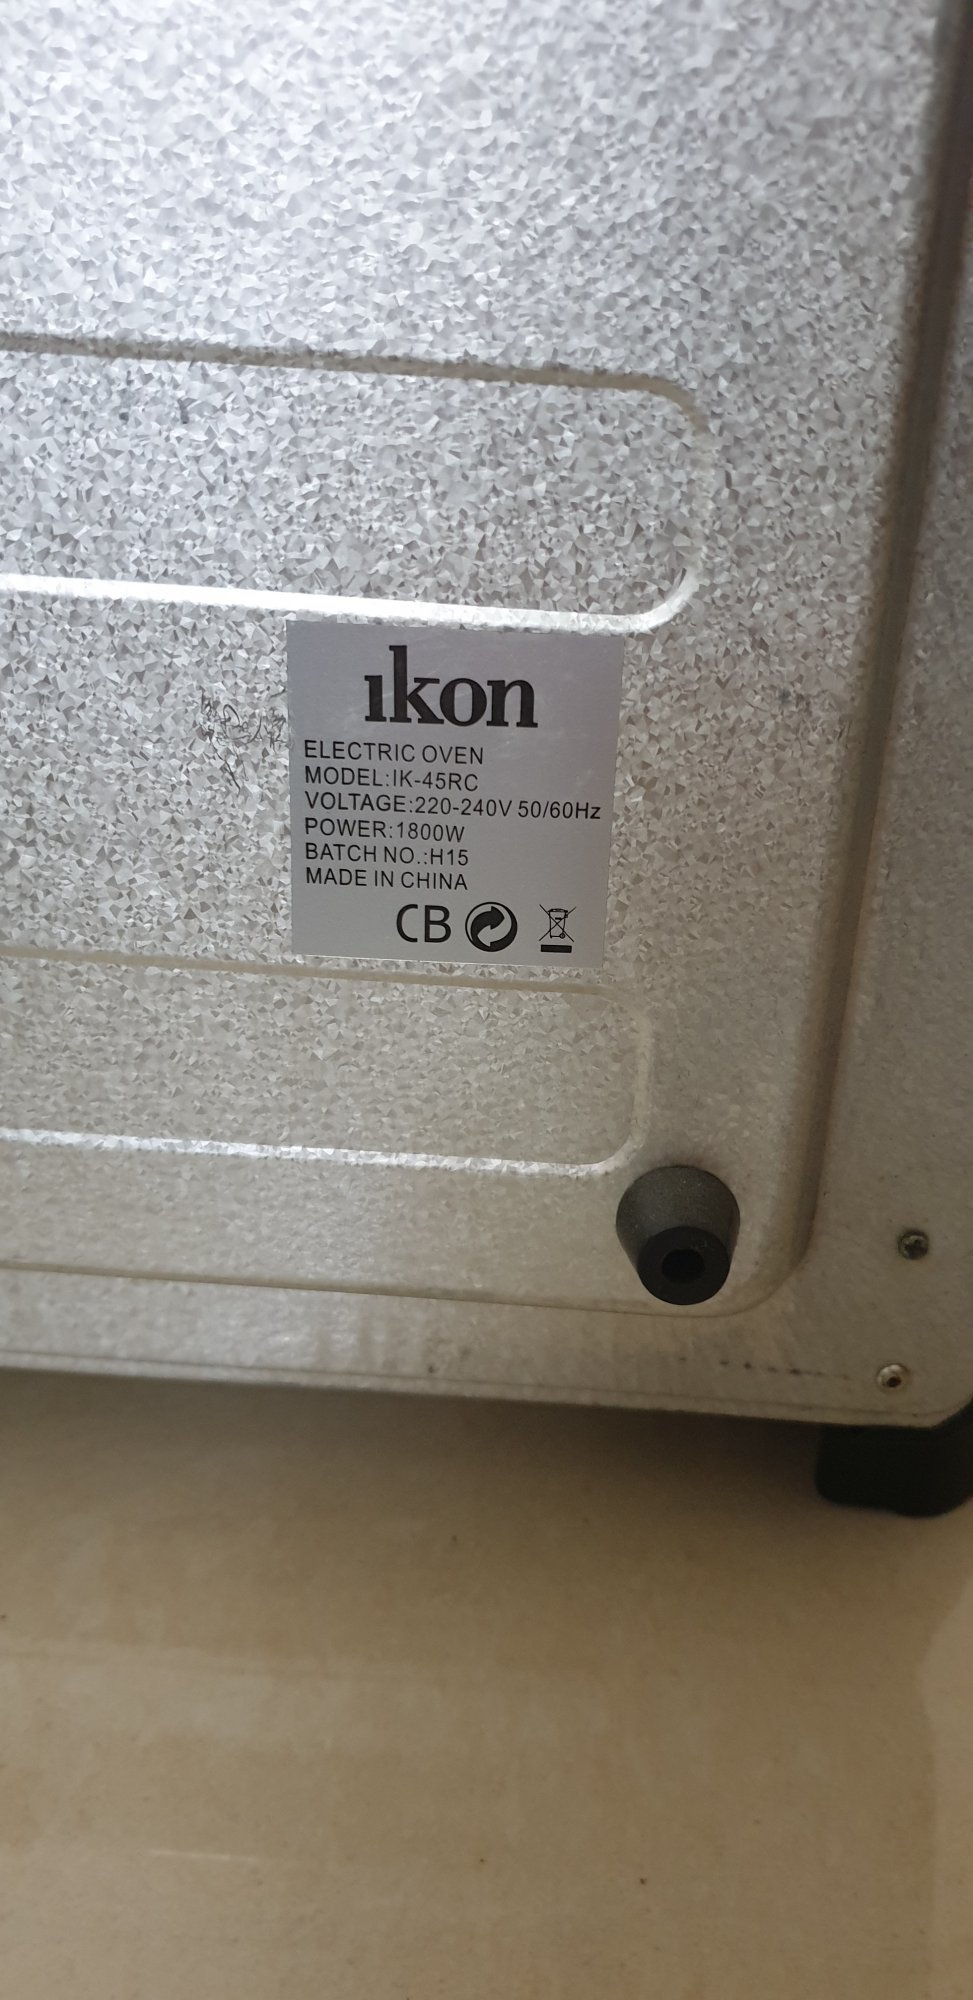 ıkon
ELECTRIC OVEN
MODEL:IK-45RC
VOLTAGE:220-240V 50/60Hz
POWER:1800W
BATCH NO.:H15
MADE IN CHINA
CB